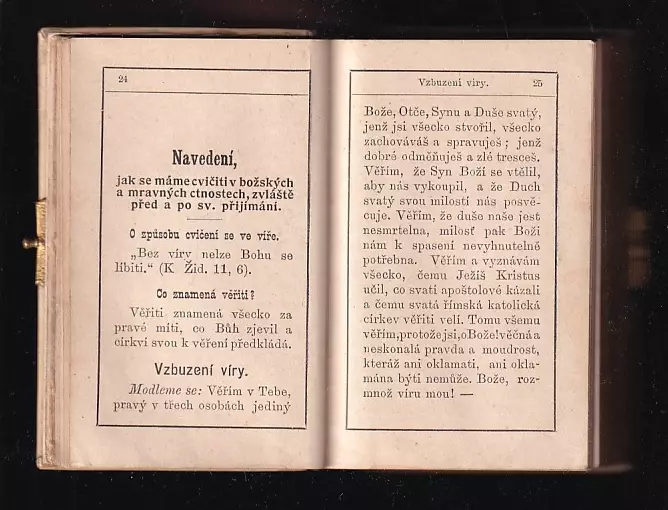 24
Navedení,
jak se máme cvičiti v božských
a mravných ctnostech, zvláště
před a po sv. přijímání.
O způsobu cvičení se ve víře.
„Bez víry nelze Bohu se
líbiti.“ (K Žid. 11, 6).
Co znamená věřiti?
Věřiti znamená všecko za
pravé míti, co Bůh zjevil a
církví svou k věření předkládá.
Vzbuzení víry.
Modleme se: Věřím v Tebe,
pravý v třech osobách jediný
Vzbuzení víry. 25
Bože, Otče, Synu a Duše svatý,
jenž jsi všecko stvořil, všecko
zachováváš a spravuješ; jenž
dobré odměňuješ a zlé tresceš.
Věřím, že Syn Boží se vtělil,
aby nás vykoupil, a že Duch
svatý svou milostí nás posvě-
cuje. Věřím, že duše naše jest
nesmrtelna, milosť pak Boží
nám k spasení nevyhnutelně
potřebna. Věřím a vyznávám
všecko, čemu Ježíš Kristus
učil, co svatí apoštolové kázali
a čemu svatá římská katolická
církev věřiti velí. Tomu všemu
věřím, protože jsi, o Bože! věčná a
neskonalá pravda a moudrost,
kteráž ani oklamati, ani okla-
mána býti nemůže. Bože, roz-
množ víru mou! —